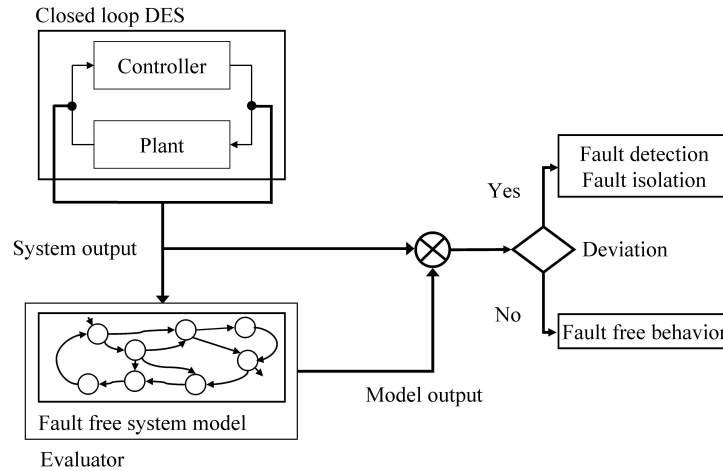 Closed loop DES
Controller
Plant
Fault detection
Fault isolation
Yes
System output
Deviation
No
Fault free behavior
Model output
Fault free system model
Evaluator